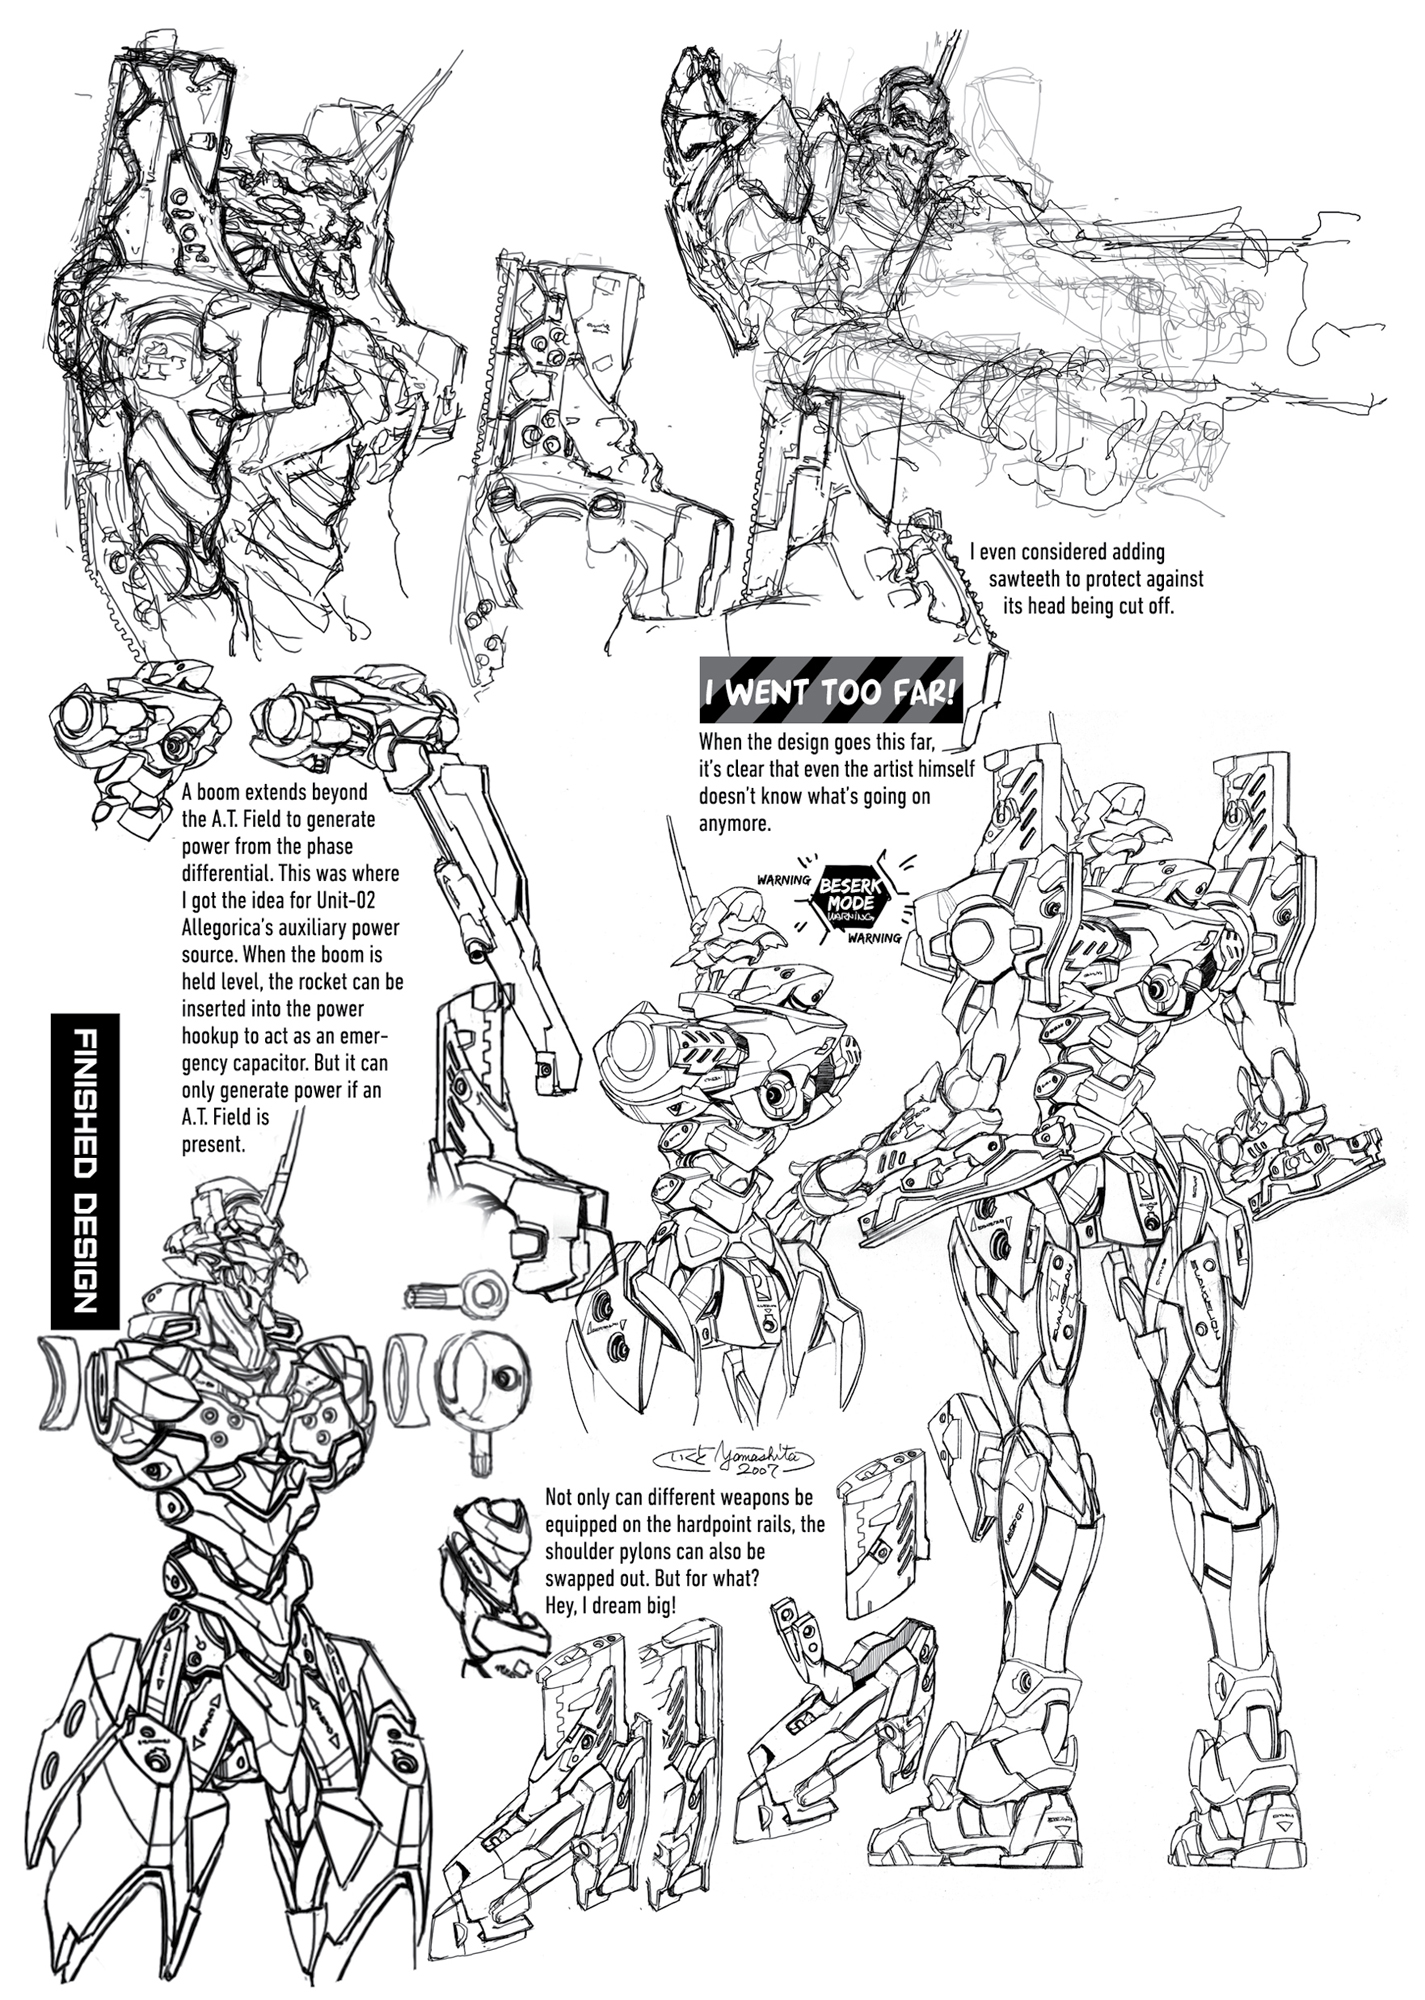 I even considered adding
sawteeth to protect against
its head being cut off.
I WENT TOO FAR!
When the design goes this far,
it's clear that even the artist himself
doesn't know what's going on
anymore.
WARNING
BESERK
MODE
WARNING
WARNING
A boom extends beyond
the A.T. Field to generate
power from the phase
differential. This was where
I got the idea for Unit-02
Allegorica's auxiliary power
source. When the boom is
held level, the rocket can be
inserted into the power
hookup to act as an emer-
gency capacitor. But it can
only generate power if an
A.T. Field is
present.
FINISHED DESIGN
EVANGELION
EVANGELION
Yamashita
2007
Not only can different weapons be
equipped on the hardpoint rails, the
shoulder pylons can also be
swapped out. But for what?
Hey, I dream big!